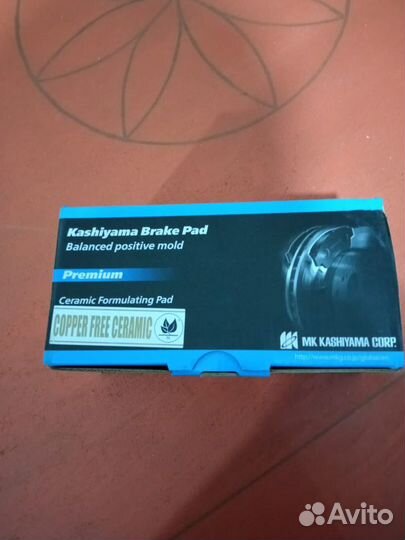 Kashiyama Brake Pad
Balanced positive mold
Premium
Ceramic Formulating Pad
COPPER FREE CERAMIC
MK KASHIYAMA CORP.
Avito